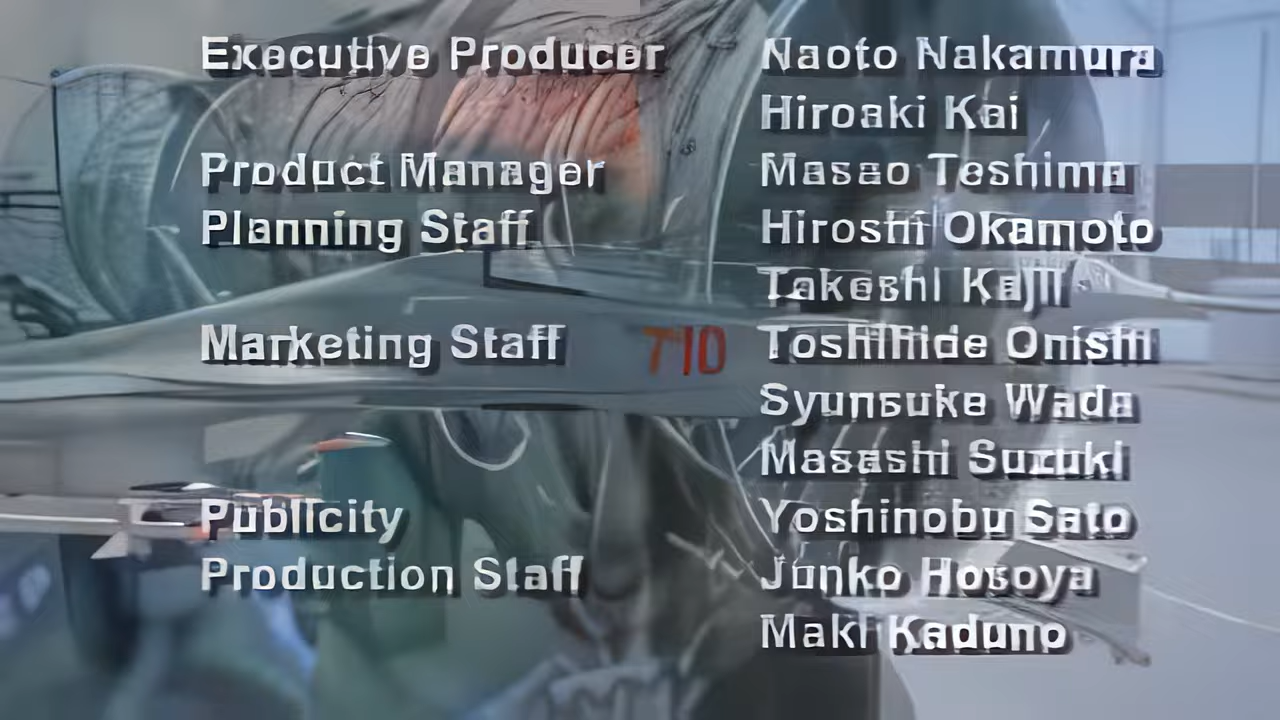 Executive Producer Naoto Nakamura
Hiroaki Kai
Product Manager Masao Teshima
Planning Staff Hiroshi Okamoto
Takeshi Kajii
Marketing Staff 710 Toshihide Onishi
Syunsuke Wada
Masashi Suzuki
Publicity Yoshinobu Sato
Production Staff Junko Hosoya
Maki Kaduno